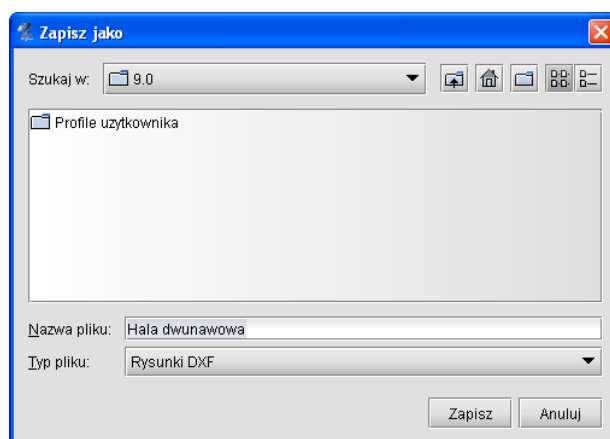 Zapisz jako
Szukaj w: 9.0
Profile uzytkownika
Nazwa pliku: Hala dwunawowa
Typ pliku: Rysunki DXF
Zapisz Anuluj